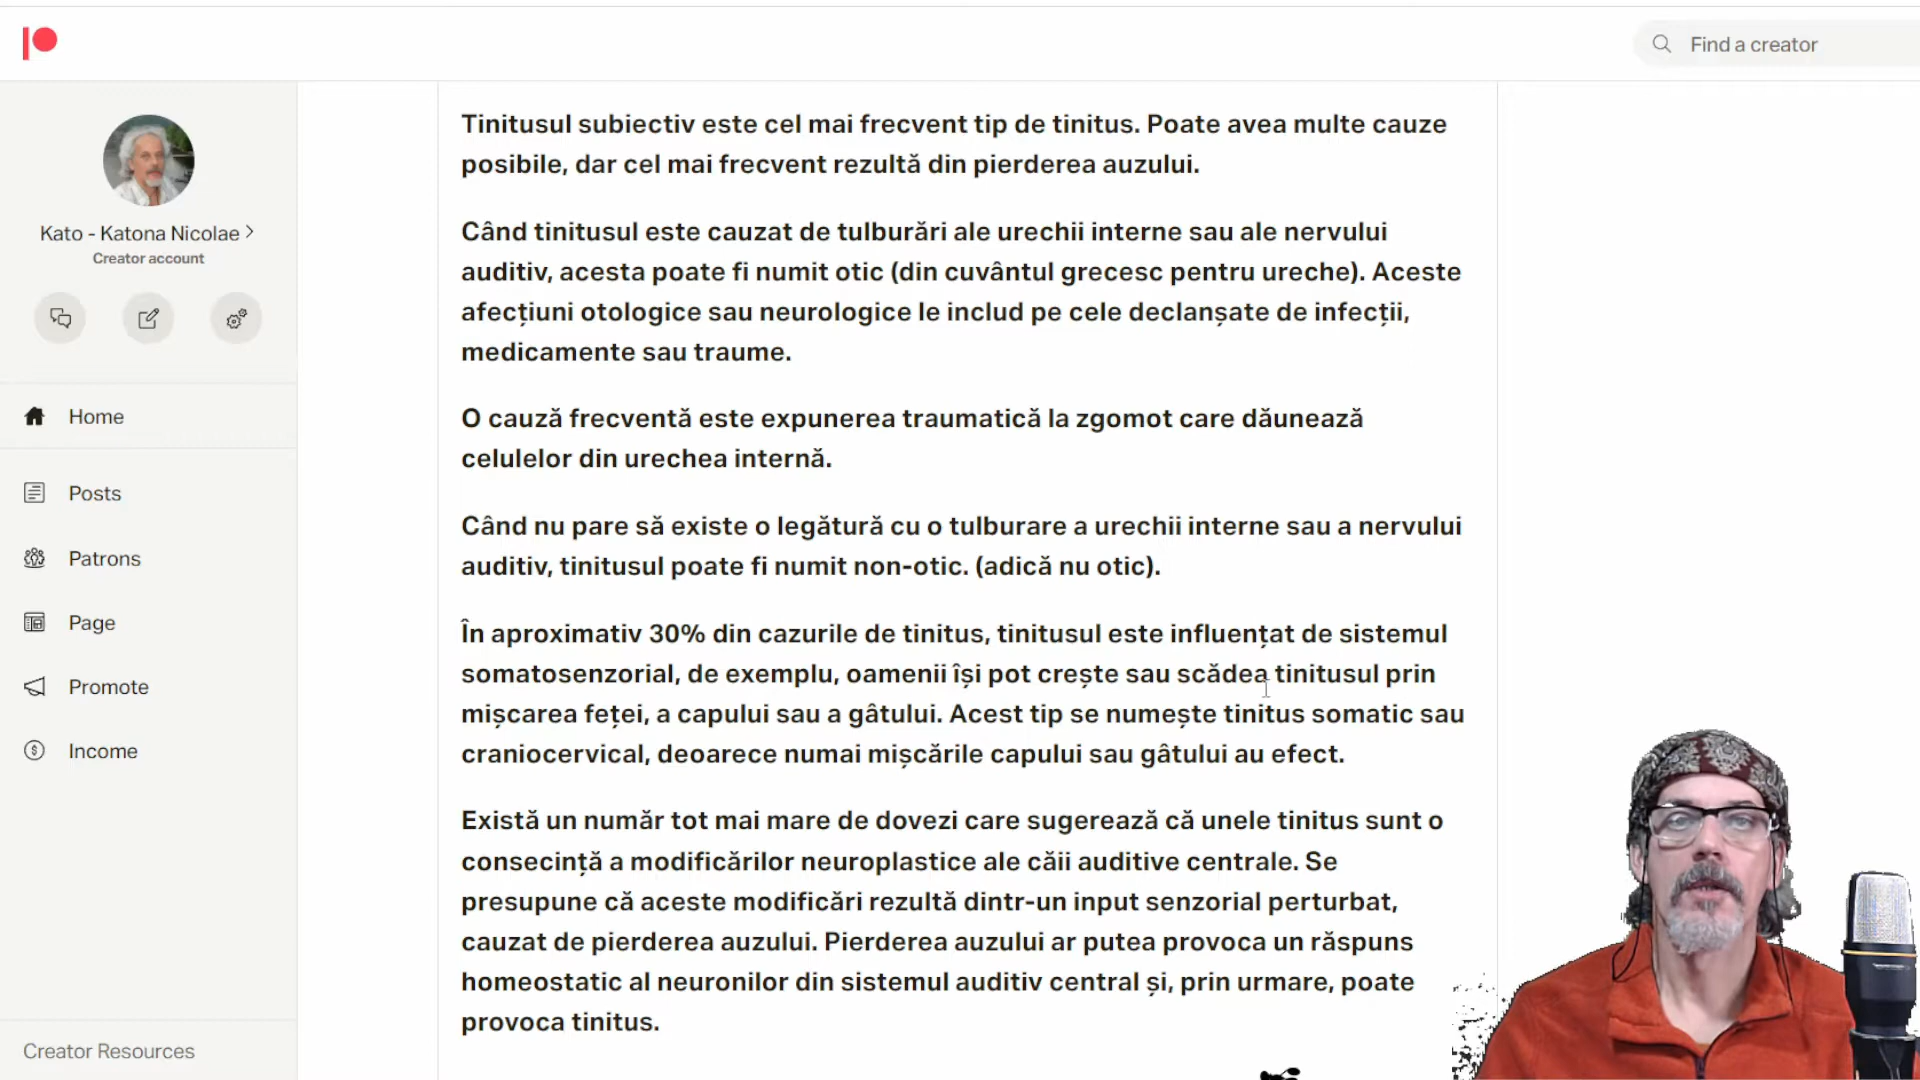 Find a creator
Kato - Katona Nicolae
Creator account
Home
Posts
Patrons
Page
Promote
Income
Creator Resources
Tinitusul subiectiv este cel mai frecvent tip de tinitus. Poate avea multe cauze
posibile, dar cel mai frecvent rezultă din pierderea auzului.
Când tinitusul este cauzat de tulburări ale urechii interne sau ale nervului
auditiv, acesta poate fi numit otic (din cuvântul grecesc pentru ureche). Aceste
afecțiuni otologice sau neurologice le includ pe cele declanșate de infecții,
medicamente sau traume.
O cauză frecventă este expunerea traumatică la zgomot care dăunează
celulelor din urechea internă.
Când nu pare să existe o legătură cu o tulburare a urechii interne sau a nervului
auditiv, tinitusul poate fi numit non-otic. (adică nu otic).
În aproximativ 30% din cazurile de tinitus, tinitusul este influențat de sistemul
somatosenzorial, de exemplu, oamenii își pot crește sau scădea tinitusul prin
mișcarea feței, a capului sau a gâtului. Acest tip se numește tinitus somatic sau
craniocervical, deoarece numai mișcările capului sau gâtului au efect.
Există un număr tot mai mare de dovezi care sugerează că unele tinitus sunt o
consecință a modificărilor neuroplastice ale căii auditive centrale. Se
presupune că aceste modificări rezultă dintr-un input senzorial perturbat,
cauzat de pierderea auzului. Pierderea auzului ar putea provoca un răspuns
homeostatic al neuronilor din sistemul auditiv central și, prin urmare, poate
provoca tinitus.